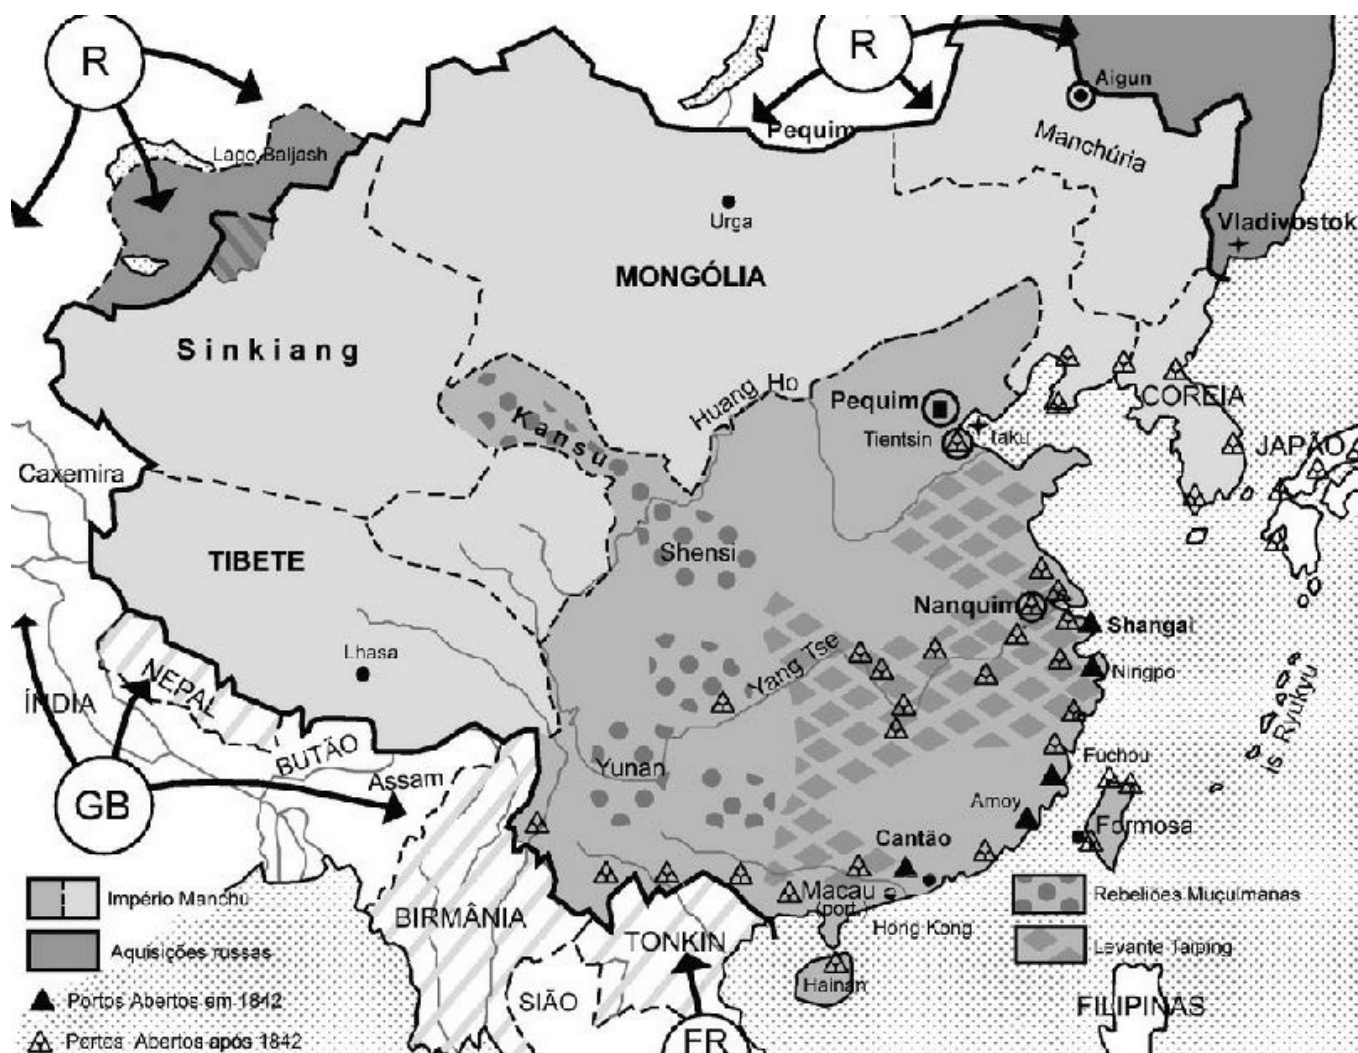 R
R
Aigun
Lago Baljash
Pequim
Manchúria
Urga
Vladivostok
MONGÓLIA
Sinkiang
Huang Ho
Pequim
COREIA
Kansu
Tientsin
Taku
JAPÃO
Caxemira
TIBETE
Shensi
Nanquim
Shangai
Lhasa
Yang Tse
Ningpo
NEPAL
ÍNDIA
Is Ryukyu
BUTÃO
Yunan
Fuchou
Assam
GB
Amoy
Formosa
Cantão
Império Manchu
Macau
(port.)
Rebeliões Muçulmanas
BIRMÂNIA
Hong Kong
TONKIN
Aquisições russas
Levante Taiping
Hainan
Portos Abertos em 1842
SIÃO
FILIPINAS
Portos Abertos após 1842
FR